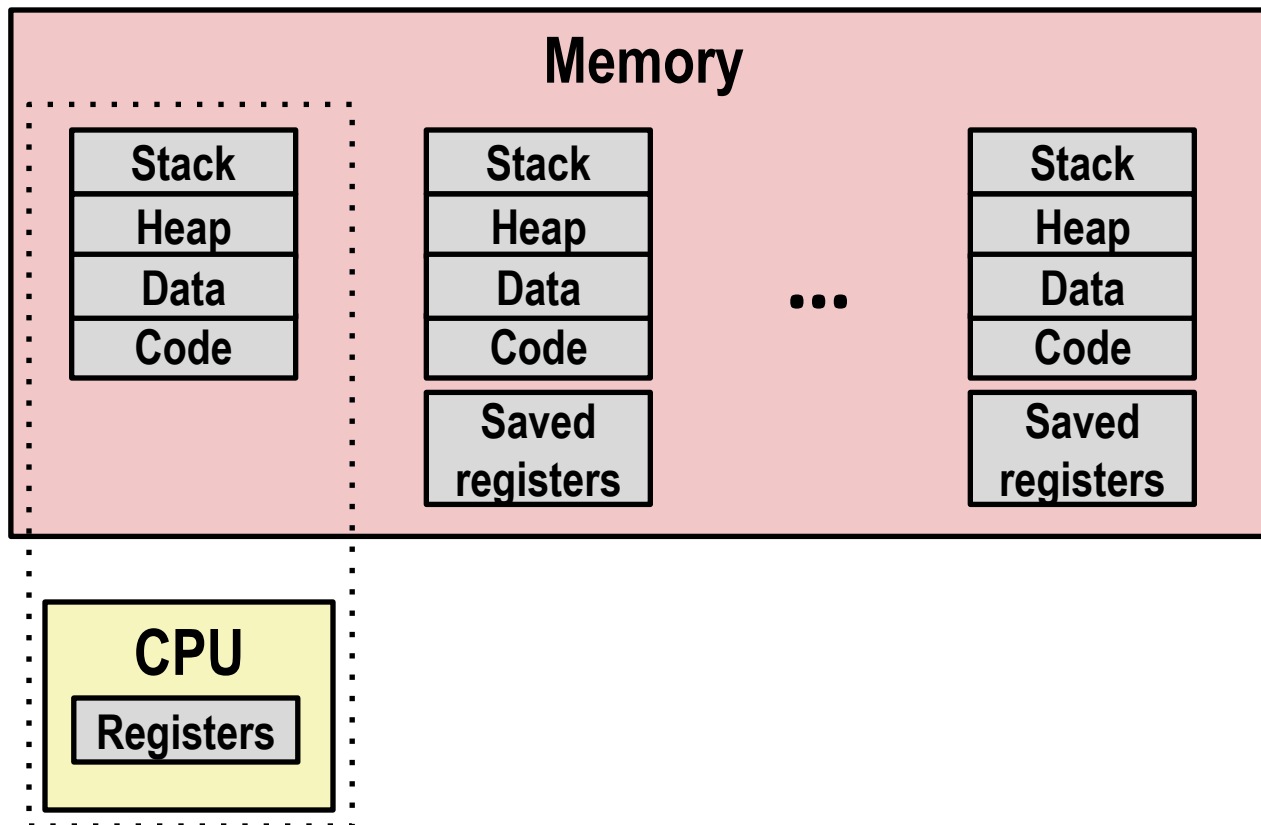 Memory
Stack
Heap
Data
Code
Stack
Heap
Data
Code
Saved
registers
...
Stack
Heap
Data
Code
Saved
registers
CPU
Registers